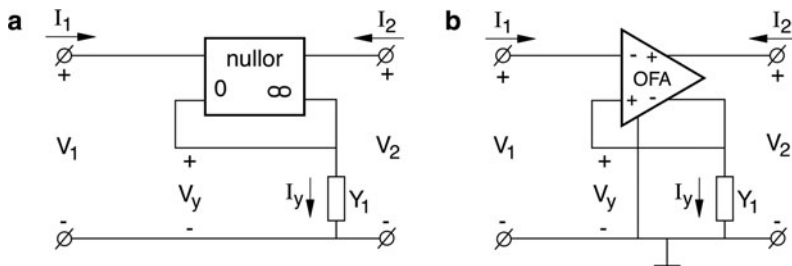 a
I1
I2
nullor
0 ∞
+ +
V1
+
V2
Vy
Iy
Y1
- - -
b
I1
I2
- +
OFA
+ -
+ +
V1
+
V2
Vy
Iy
Y1
- - -